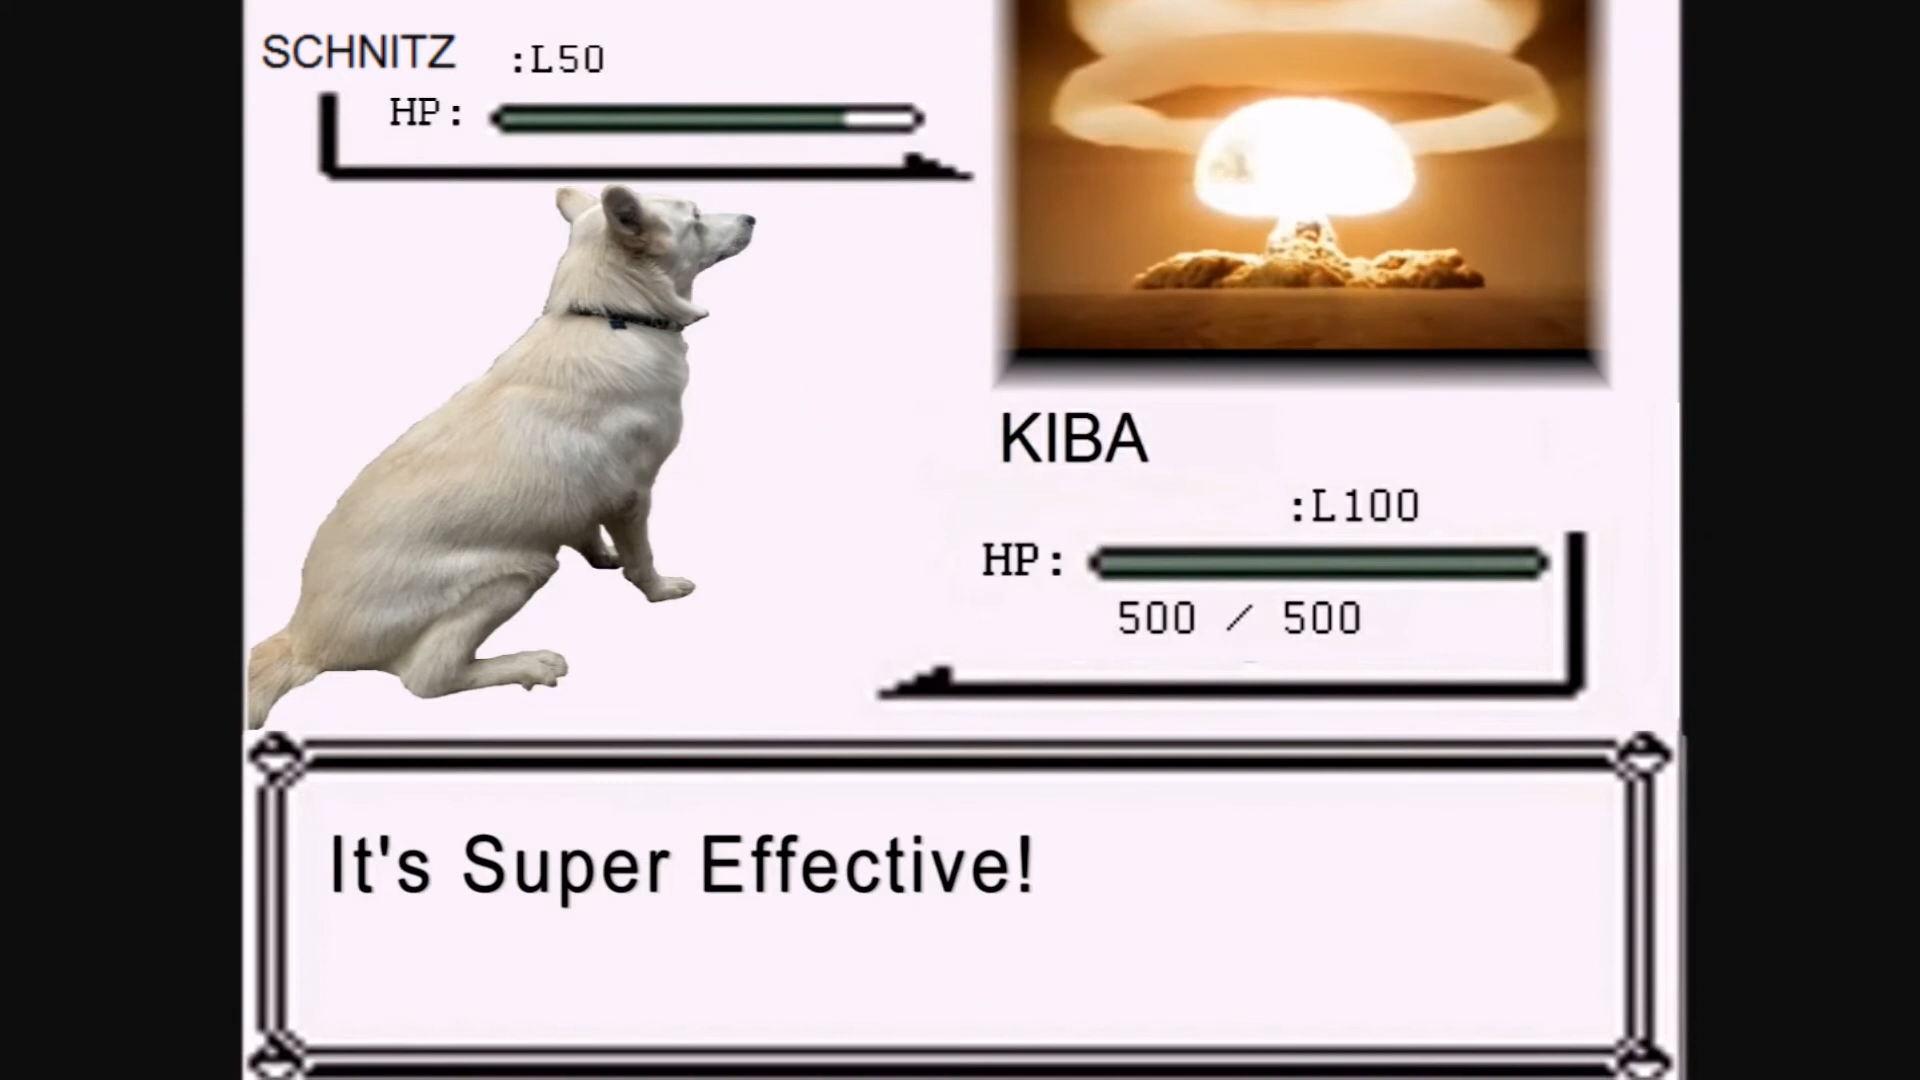 SCHNITZ :L50
HP:
KIBA
:L100
HP:
500 / 500
It's Super Effective!